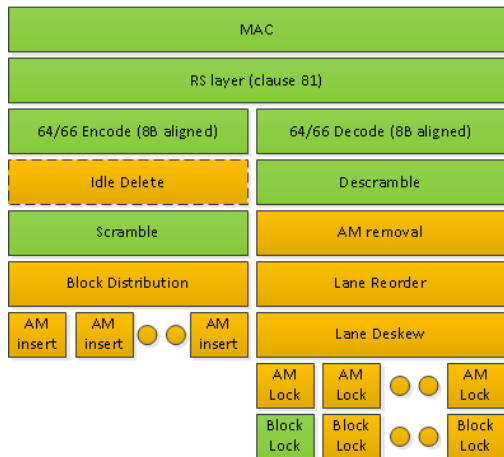 MAC
RS layer (clause 81)
64/66 Encode (8B aligned)
64/66 Decode (8B aligned)
Idle Delete
Descramble
Scramble
AM removal
Block Distribution
Lane Reorder
AM
insert
AM
insert
AM
insert
Lane Deskew
AM
Lock
AM
Lock
AM
Lock
Block
Lock
Block
Lock
Block
Lock